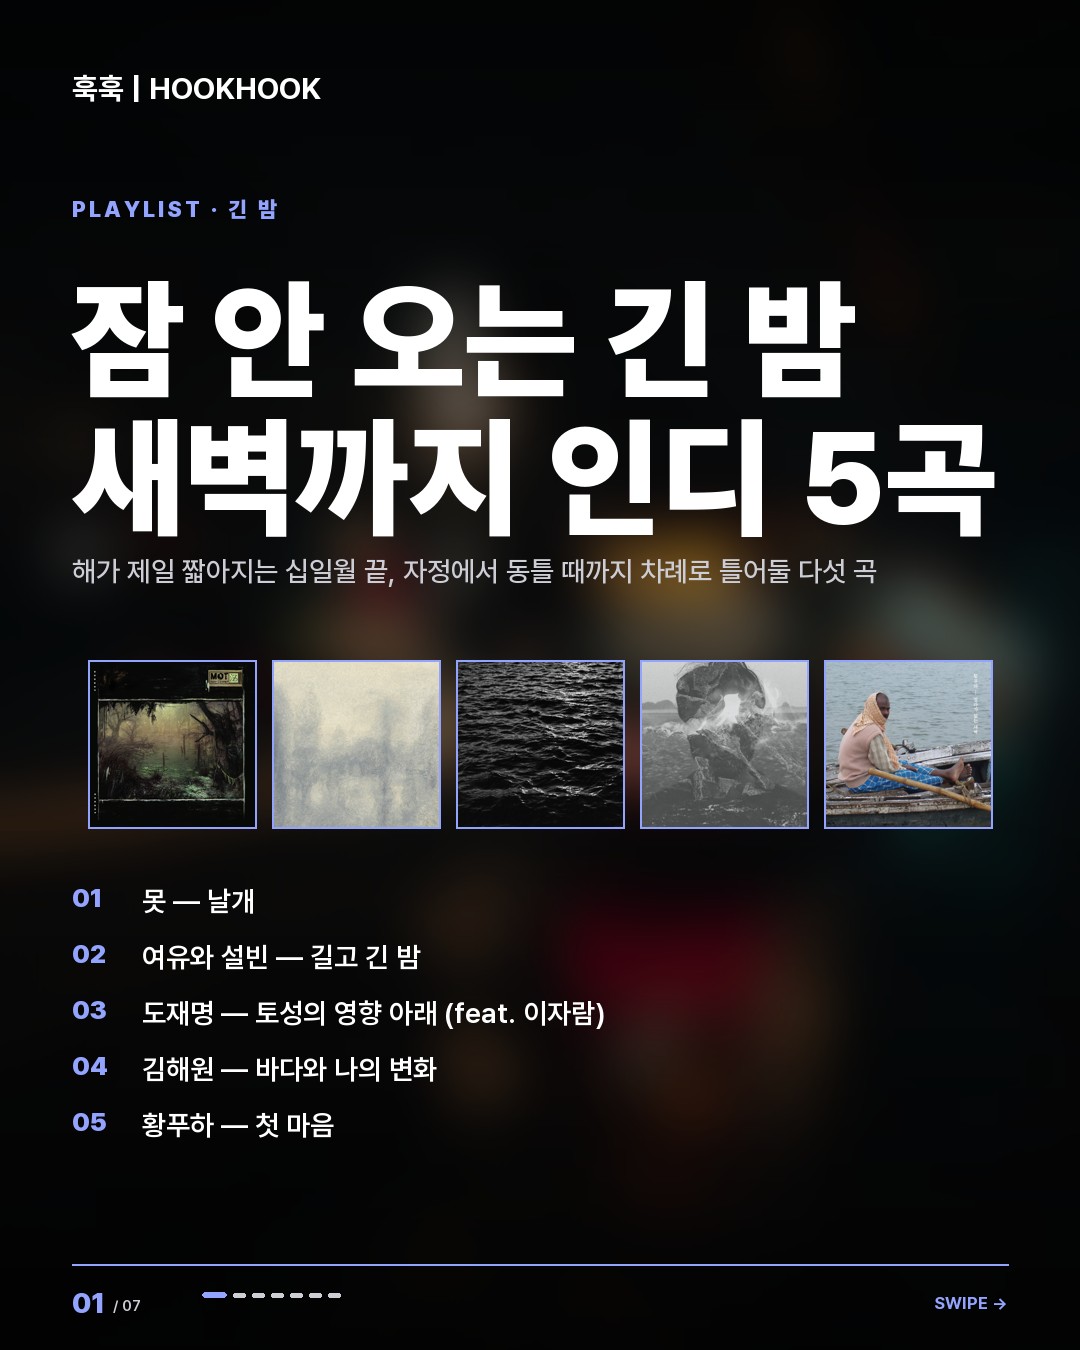 훅훅 | HOOKHOOK
PLAYLIST · 긴 밤
잠 안 오는 긴 밤
새벽까지 인디 5곡
해가 제일 짧아지는 십일월 끝, 자정에서 동틀 때까지 차례로 틀어둘 다섯 곡
MOT
01 못 — 날개
02 여유와 설빈 — 길고 긴 밤
03 도재명 — 토성의 영향 아래 (feat. 이자람)
04 김해원 — 바다와 나의 변화
05 황푸하 — 첫 마음
01 / 07
SWIPE →